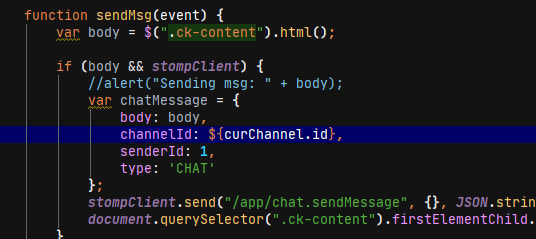 function sendMsg(event) {
var body = $(".ck-content").html();
if (body && stompClient) {
//alert("Sending msg: " + body);
var chatMessage = {
body: body,
channelId: ${curChannel.id},
senderId: 1,
type: 'CHAT'
};
stompClient.send("/app/chat.sendMessage", {}, JSON.strin
document.querySelector(".ck-content").firstElementChild.
}